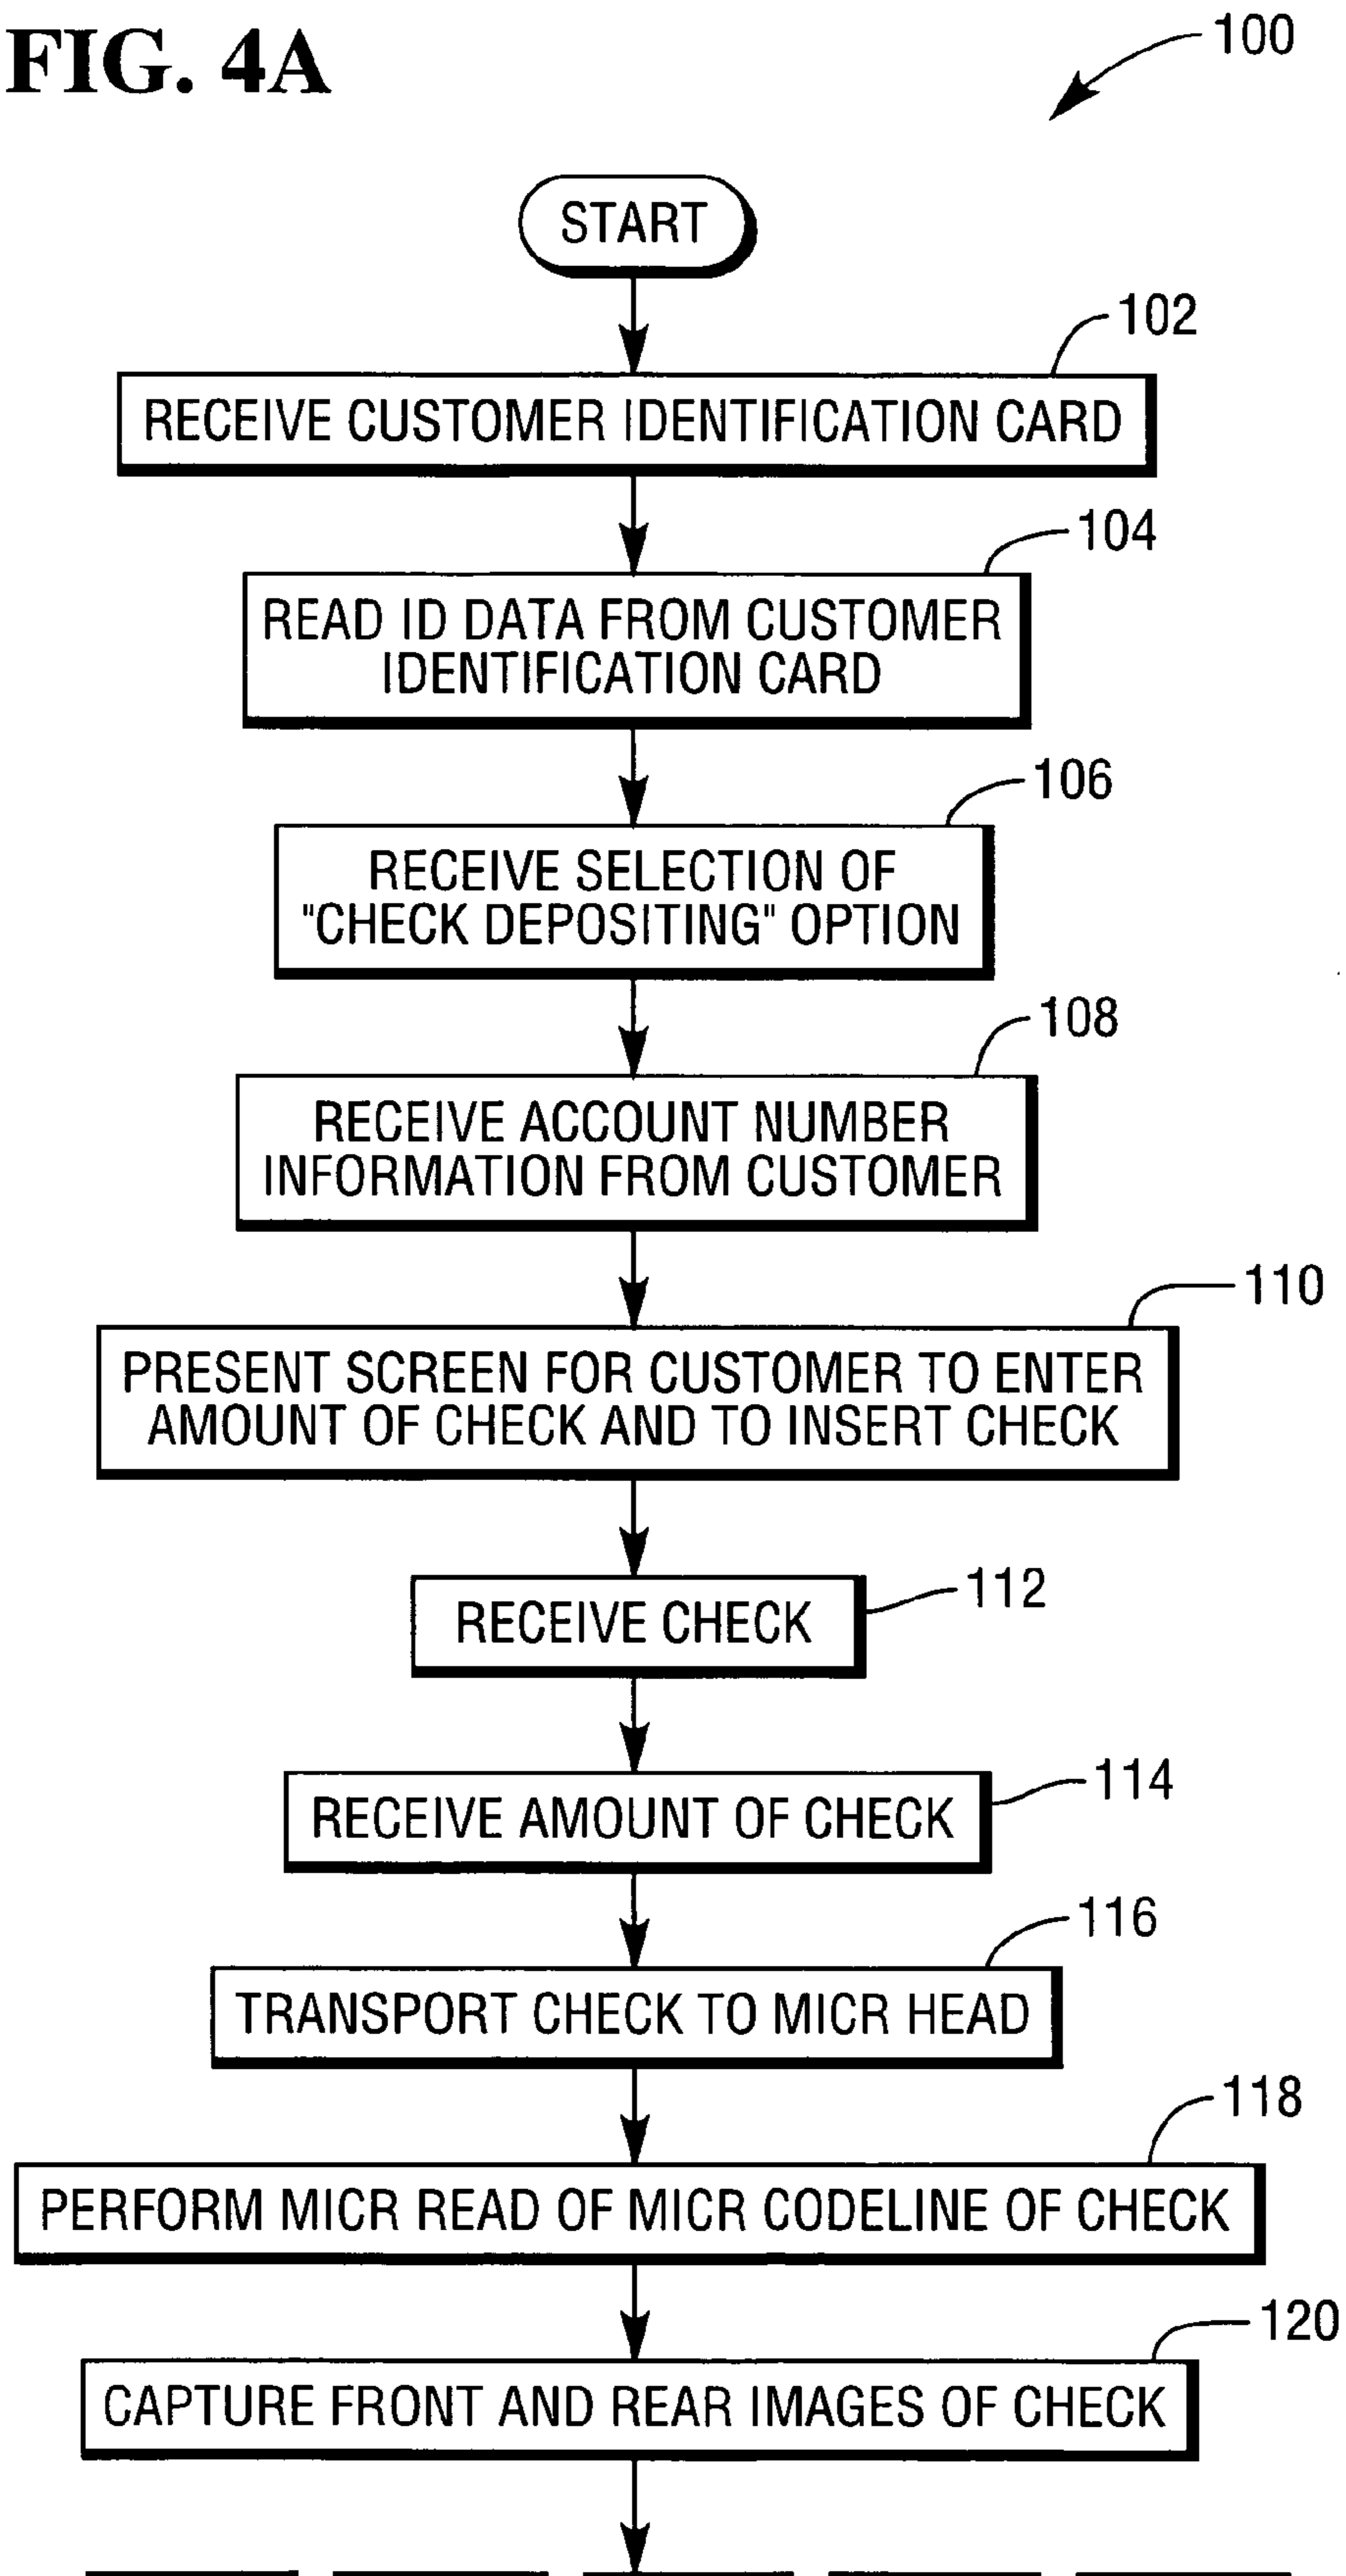 FIG. 4A
100
START
102
RECEIVE CUSTOMER IDENTIFICATION CARD
104
READ ID DATA FROM CUSTOMER
IDENTIFICATION CARD
106
RECEIVE SELECTION OF
"CHECK DEPOSITING" OPTION
108
RECEIVE ACCOUNT NUMBER
INFORMATION FROM CUSTOMER
110
PRESENT SCREEN FOR CUSTOMER TO ENTER
AMOUNT OF CHECK AND TO INSERT CHECK
112
RECEIVE CHECK
114
RECEIVE AMOUNT OF CHECK
116
TRANSPORT CHECK TO MICR HEAD
118
PERFORM MICR READ OF MICR CODELINE OF CHECK
120
CAPTURE FRONT AND REAR IMAGES OF CHECK